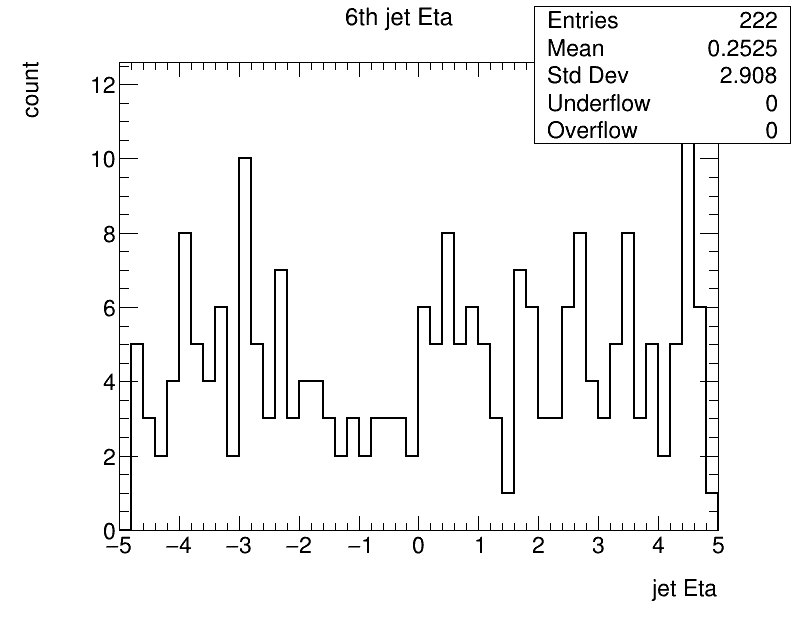 6th jet Eta
Entries 222
Mean 0.2525
Std Dev 2.908
Underflow 0
Overflow 0
count
12
10
8
6
4
2
0
−5 −4 −3 −2 −1 0 1 2 3 4 5
jet Eta